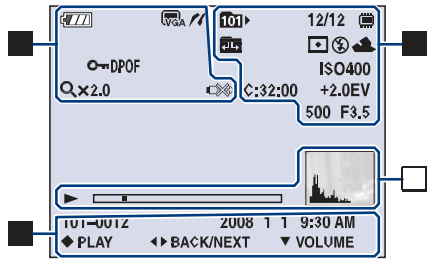 VGA 101 12/12
DPOF ISO400
×2.0 C:32:00 +2.0EV
500 F3.5
101-0012 2008 1 1 9:30 AM
PLAY BACK/NEXT VOLUME